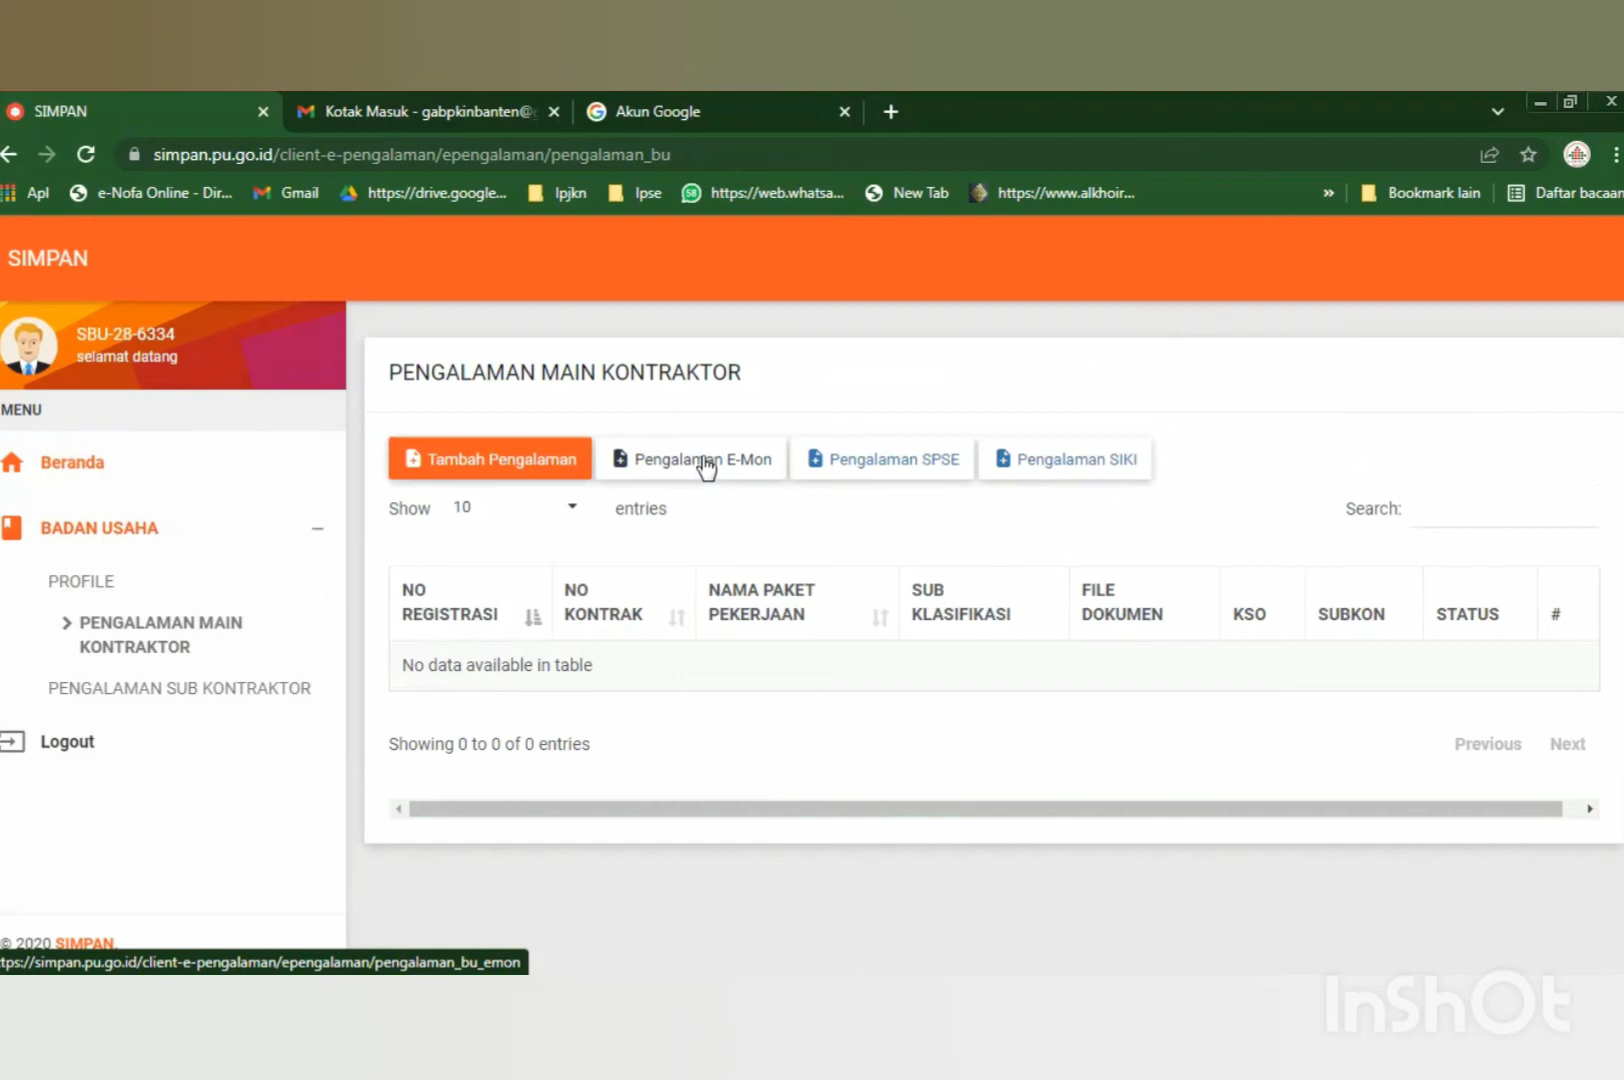 SIMPAN
Kotak Masuk - gabpkinbanten@
Akun Google
simpan.pu.go.id/client-e-pengalaman/epengalaman/pengalaman_bu
Apl
e-Nofa Online - Dir...
Gmail
https://drive.google...
lpjkn
lpse
58
https://web.whatsa...
New Tab
https://www.alkhoir...
»
Bookmark lain
Daftar bacaan
SIMPAN
SBU-28-6334
selamat datang
MENU
Beranda
BADAN USAHA
PROFILE
PENGALAMAN MAIN
KONTRAKTOR
PENGALAMAN SUB KONTRAKTOR
Logout
© 2020 SIMPAN.
tps://simpan.pu.go.id/client-e-pengalaman/epengalaman/pengalaman_bu_emon
PENGALAMAN MAIN KONTRAKTOR
Tambah Pengalaman
Pengalaman E-Mon
Pengalaman SPSE
Pengalaman SIKI
Show 10 entries
Search:
NO REGISTRASI
NO KONTRAK
NAMA PAKET PEKERJAAN
SUB KLASIFIKASI
FILE DOKUMEN
KSO
SUBKON
STATUS
#
No data available in table
Showing 0 to 0 of 0 entries
Previous
Next
InShOt